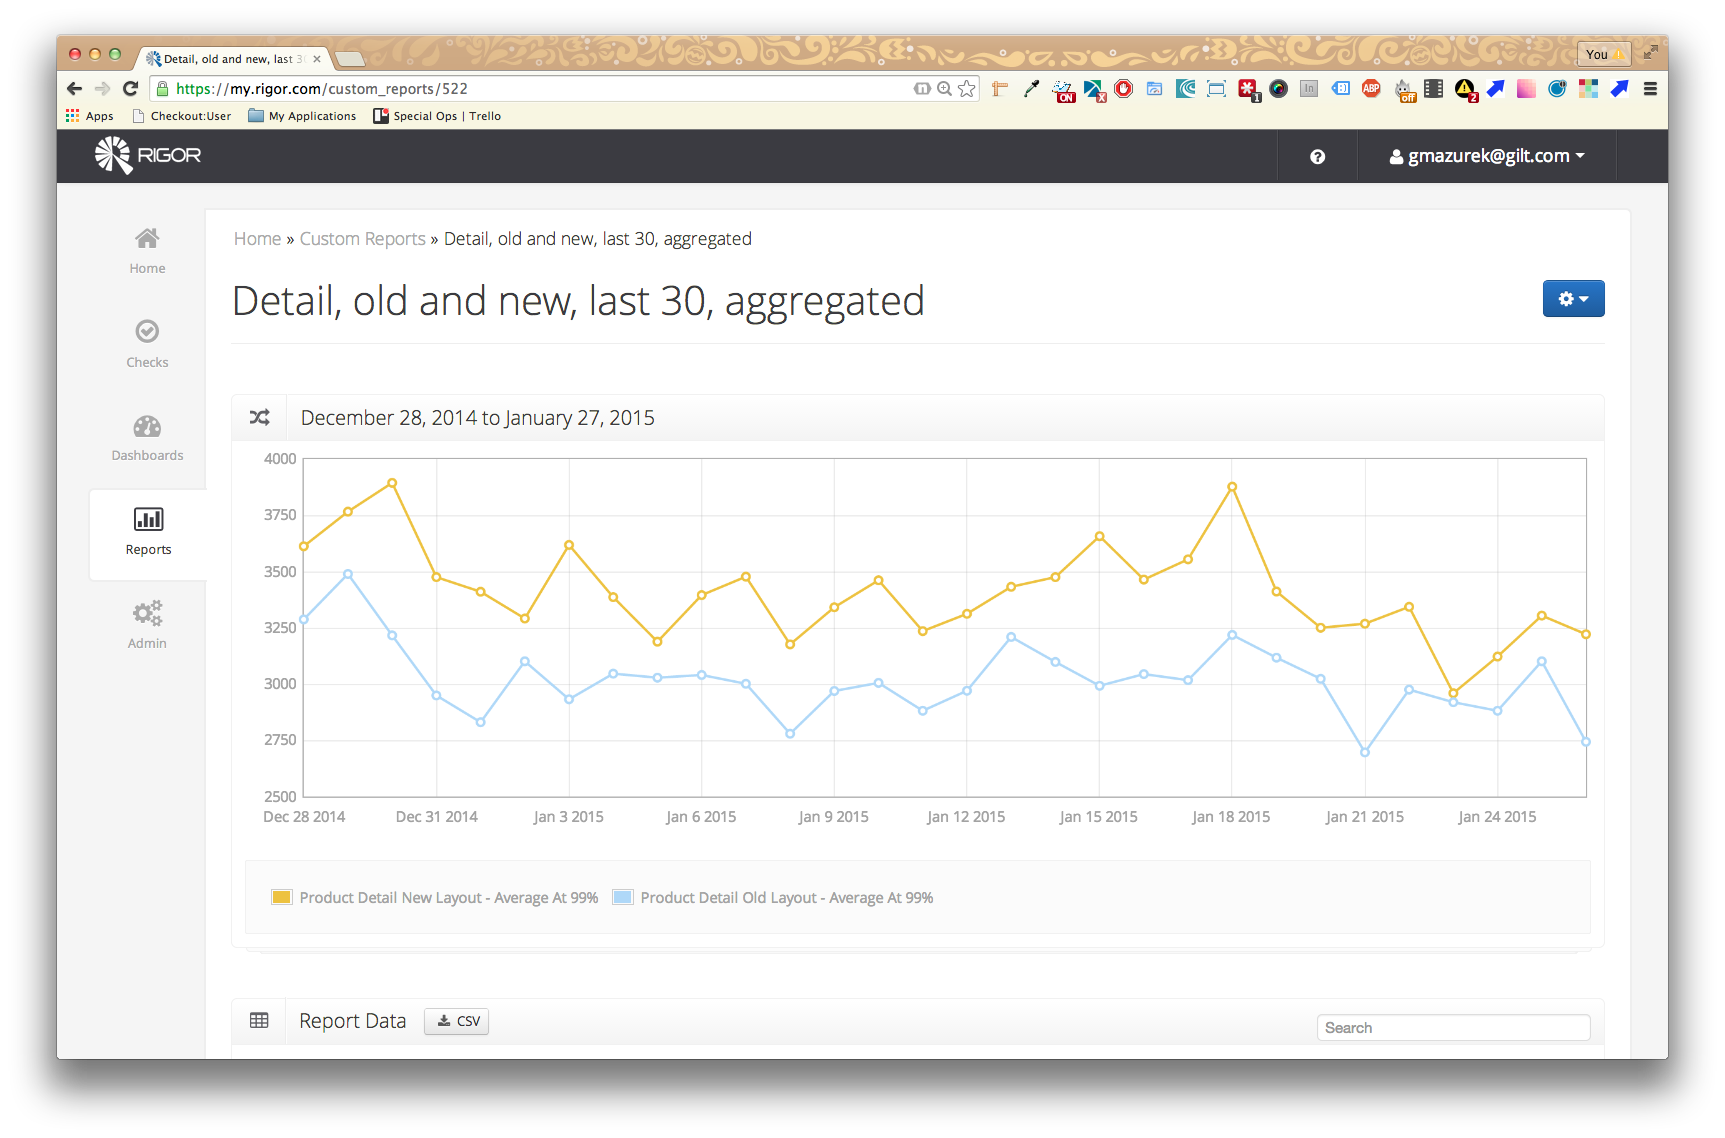 Detail, old and new, last 30
You
https://my.rigor.com/custom_reports/522
Apps Checkout:User My Applications Special Ops | Trello
RIGOR
gmazurek@gilt.com
Home » Custom Reports » Detail, old and new, last 30, aggregated
Home
Detail, old and new, last 30, aggregated
Checks
Dashboards
Reports
Admin
December 28, 2014 to January 27, 2015
4000
3750
3500
3250
3000
2750
2500
Dec 28 2014 Dec 31 2014 Jan 3 2015 Jan 6 2015 Jan 9 2015 Jan 12 2015 Jan 15 2015 Jan 18 2015 Jan 21 2015 Jan 24 2015
Product Detail New Layout - Average At 99% Product Detail Old Layout - Average At 99%
Report Data CSV Search